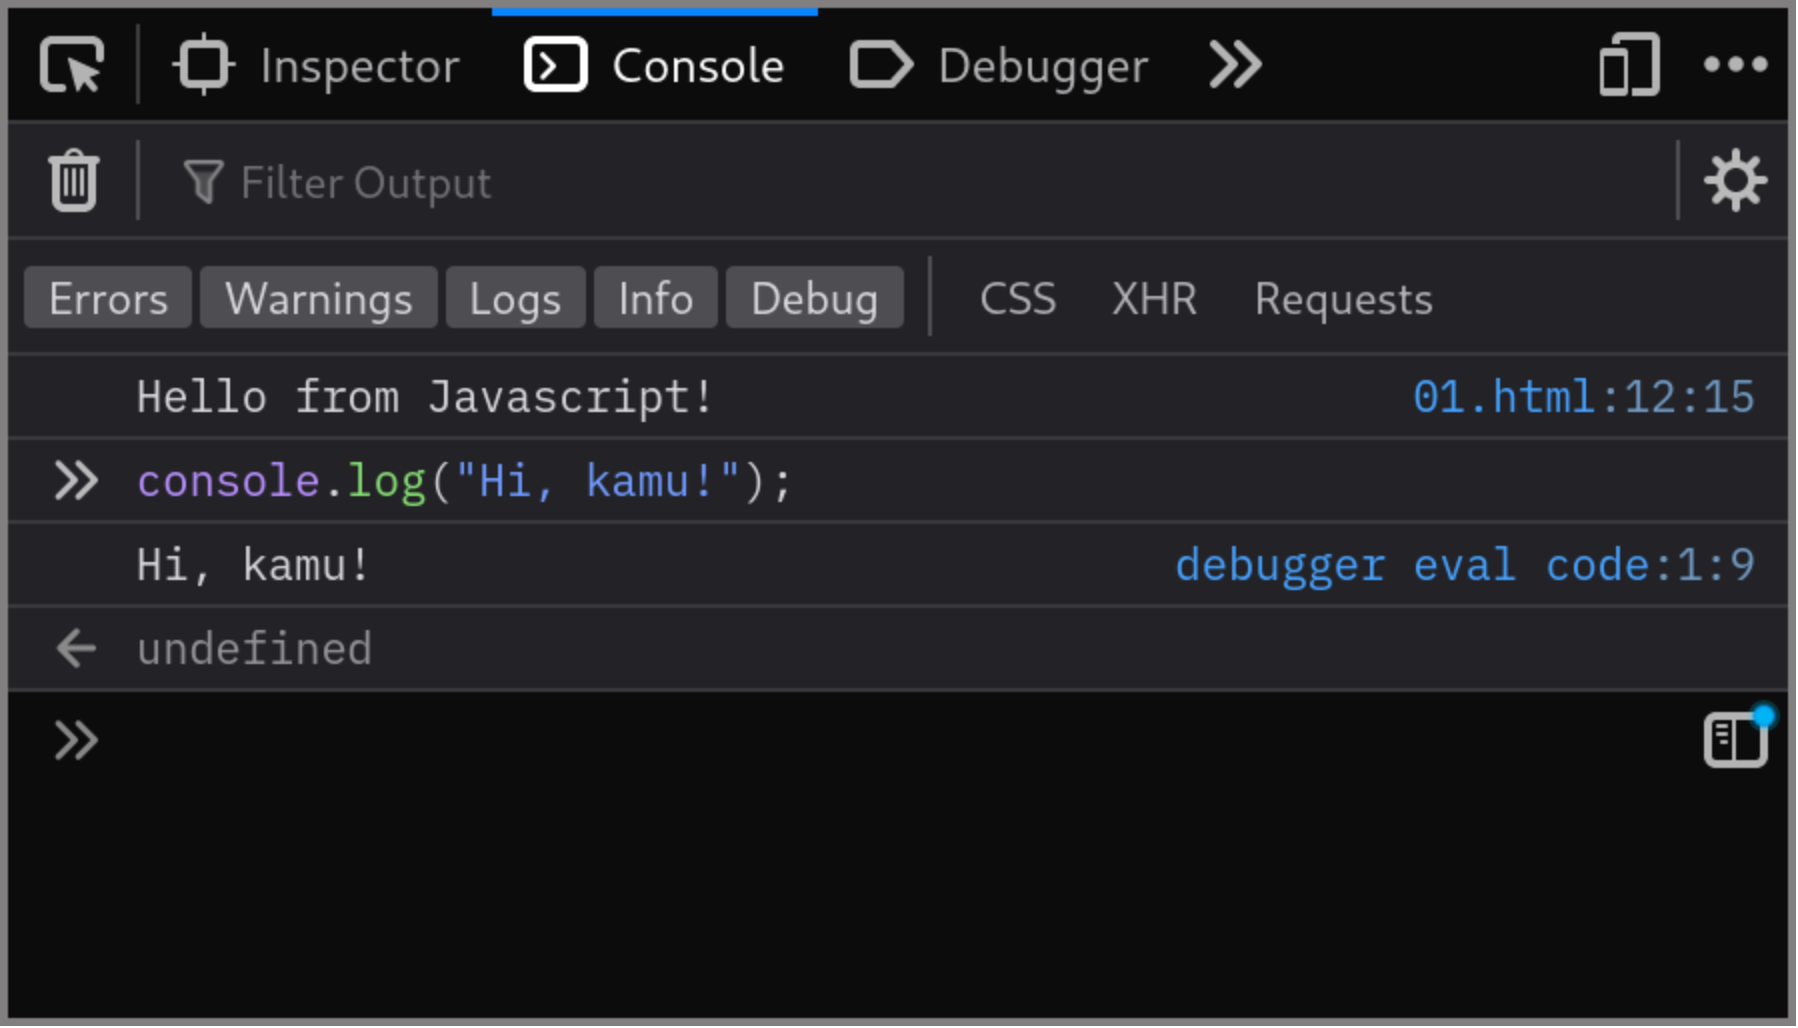 Inspector Console Debugger
Filter Output
Errors Warnings Logs Info Debug CSS XHR Requests
Hello from Javascript! 01.html:12:15
console.log("Hi, kamu!");
Hi, kamu! debugger eval code:1:9
undefined